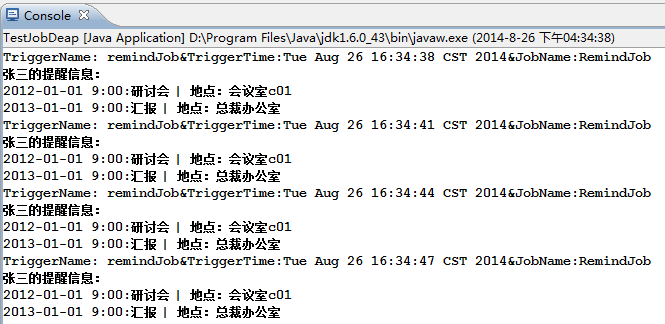 Console
TestJobDeap [Java Application] D:\Program Files\Java\jdk1.6.0_43\bin\javaw.exe (2014-8-26 下午04:34:38)
TriggerName: remindJob&TriggerTime:Tue Aug 26 16:34:38 CST 2014&JobName:RemindJob
张三的提醒信息:
2012-01-01 9:00:研讨会 | 地点: 会议室c01
2013-01-01 9:00:汇报 | 地点: 总裁办公室
TriggerName: remindJob&TriggerTime:Tue Aug 26 16:34:41 CST 2014&JobName:RemindJob
张三的提醒信息:
2012-01-01 9:00:研讨会 | 地点: 会议室c01
2013-01-01 9:00:汇报 | 地点: 总裁办公室
TriggerName: remindJob&TriggerTime:Tue Aug 26 16:34:44 CST 2014&JobName:RemindJob
张三的提醒信息:
2012-01-01 9:00:研讨会 | 地点: 会议室c01
2013-01-01 9:00:汇报 | 地点: 总裁办公室
TriggerName: remindJob&TriggerTime:Tue Aug 26 16:34:47 CST 2014&JobName:RemindJob
张三的提醒信息:
2012-01-01 9:00:研讨会 | 地点: 会议室c01
2013-01-01 9:00:汇报 | 地点: 总裁办公室